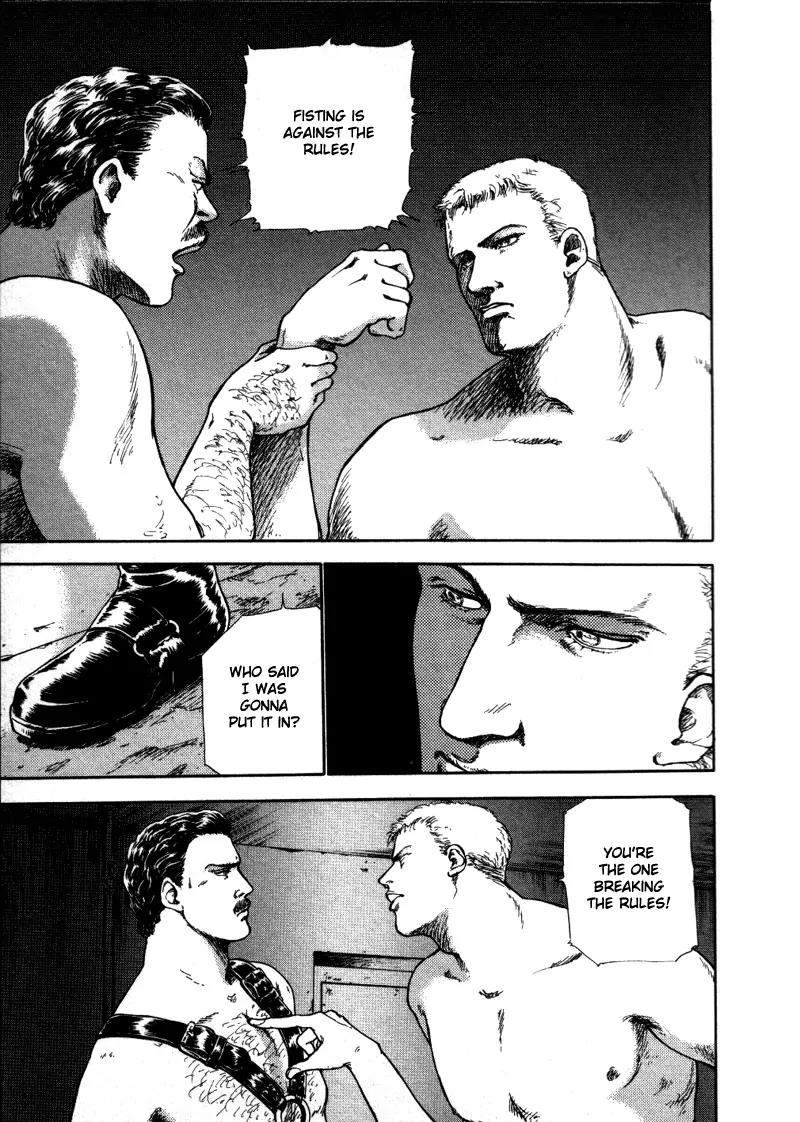 FISTING IS
AGAINST THE
RULES!
WHO SAID
I WAS
GONNA
PUT IT IN?
YOU'RE
THE ONE
BREAKING
THE RULES!